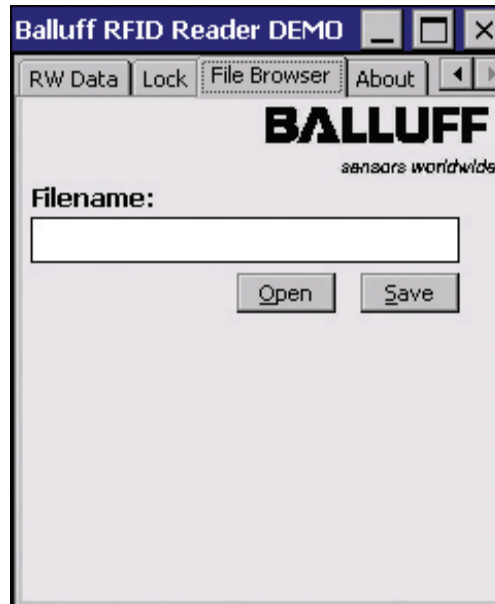 Balluff RFID Reader DEMO
RW Data Lock File Browser About
BALLUFF
sensors worldwide
Filename:
Open Save